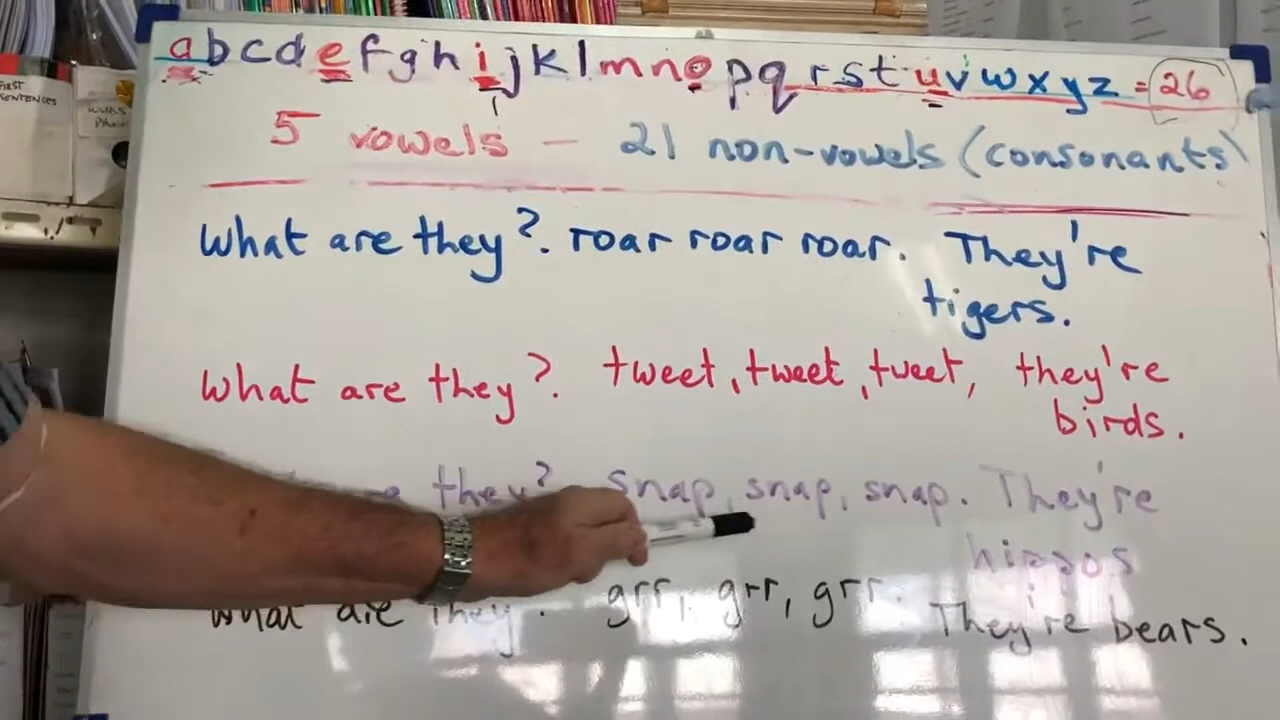 FIRST
SENTENCES
abcdefghijklmnopqrstuvwxyz = 26
5 vowels - 21 non-vowels (consonants)
What are they?. roar roar roar. They're
tigers.
What are they?. tweet, tweet, tweet, they're
birds.
they? snap, snap, snap. They're
hippos
What are they. grr, grr, grr. They're bears.